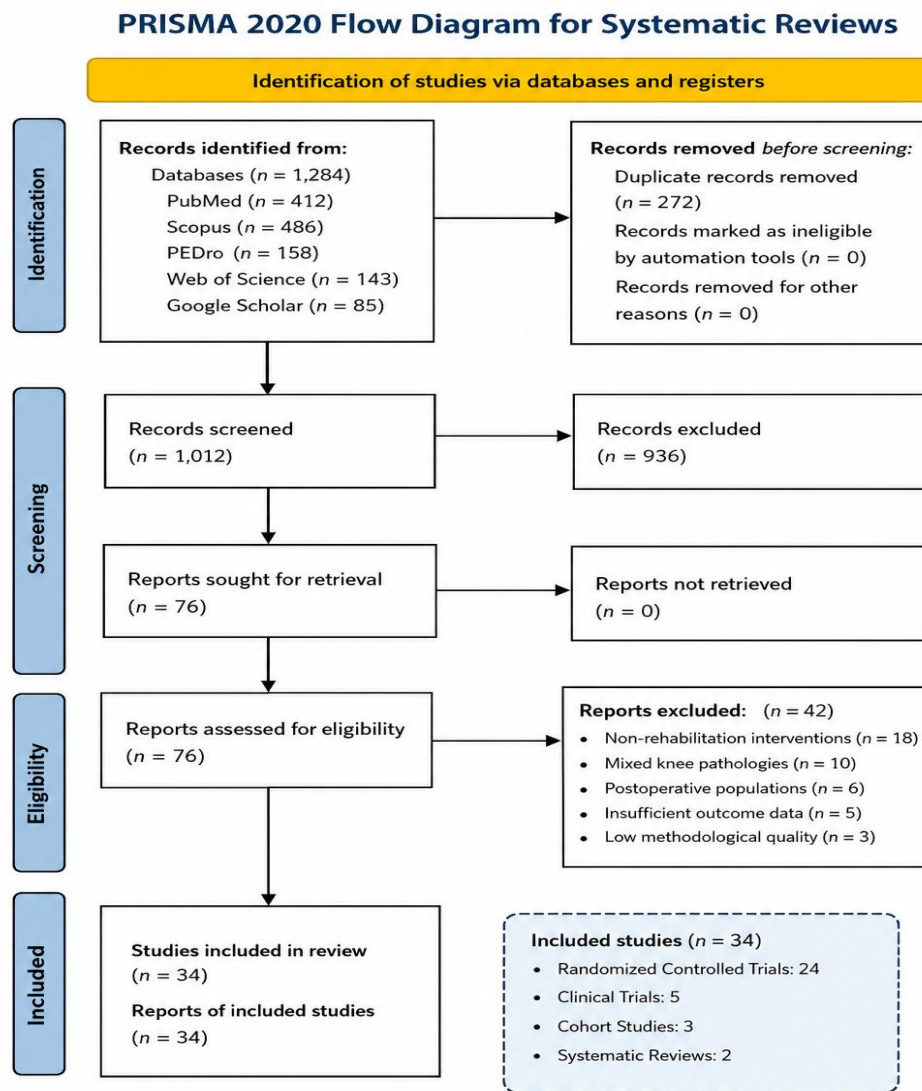 PRISMA 2020 Flow Diagram for Systematic Reviews
Identification of studies via databases and registers
Identification
Records identified from:
Databases (n = 1,284)
PubMed (n = 412)
Scopus (n = 486)
PEDro (n = 158)
Web of Science (n = 143)
Google Scholar (n = 85)
Records removed before screening:
Duplicate records removed
(n = 272)
Records marked as ineligible
by automation tools (n = 0)
Records removed for other
reasons (n = 0)
Screening
Records screened
(n = 1,012)
Records excluded
(n = 936)
Reports sought for retrieval
(n = 76)
Reports not retrieved
(n = 0)
Eligibility
Reports assessed for eligibility
(n = 76)
Reports excluded: (n = 42)
• Non-rehabilitation interventions (n = 18)
• Mixed knee pathologies (n = 10)
• Postoperative populations (n = 6)
• Insufficient outcome data (n = 5)
• Low methodological quality (n = 3)
Included
Studies included in review
(n = 34)
Reports of included studies
(n = 34)
Included studies (n = 34)
• Randomized Controlled Trials: 24
• Clinical Trials: 5
• Cohort Studies: 3
• Systematic Reviews: 2